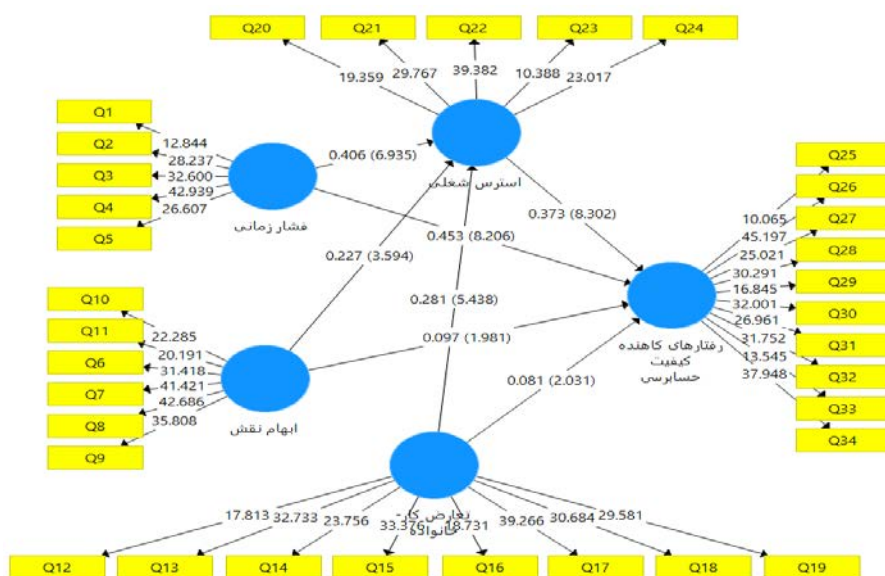 Q20
Q21
Q22
Q23
Q24
19.359
29.767
39.382
10.388
23.017
Q1
Q2
Q3
Q4
Q5
12.844
28.237
32.600
42.939
26.607
فشار زمانی
0.406 (6.935)
استرس شغلی
0.373 (8.302)
0.453 (8.206)
0.227 (3.594)
0.281 (5.438)
0.097 (1.981)
0.081 (2.031)
Q25
Q26
Q27
Q28
Q29
Q30
Q31
Q32
Q33
Q34
10.065
45.197
25.021
30.291
16.845
32.001
26.961
31.752
13.545
37.948
رفتارهای کاهنده
کیفیت
حسابرسی
Q10
Q11
Q6
Q7
Q8
Q9
22.285
20.191
31.418
41.421
42.686
35.808
ابهام نقش
تعارض کار-
خانواده
17.813
32.733
23.756
33.376
18.731
39.266
30.684
29.581
Q12
Q13
Q14
Q15
Q16
Q17
Q18
Q19